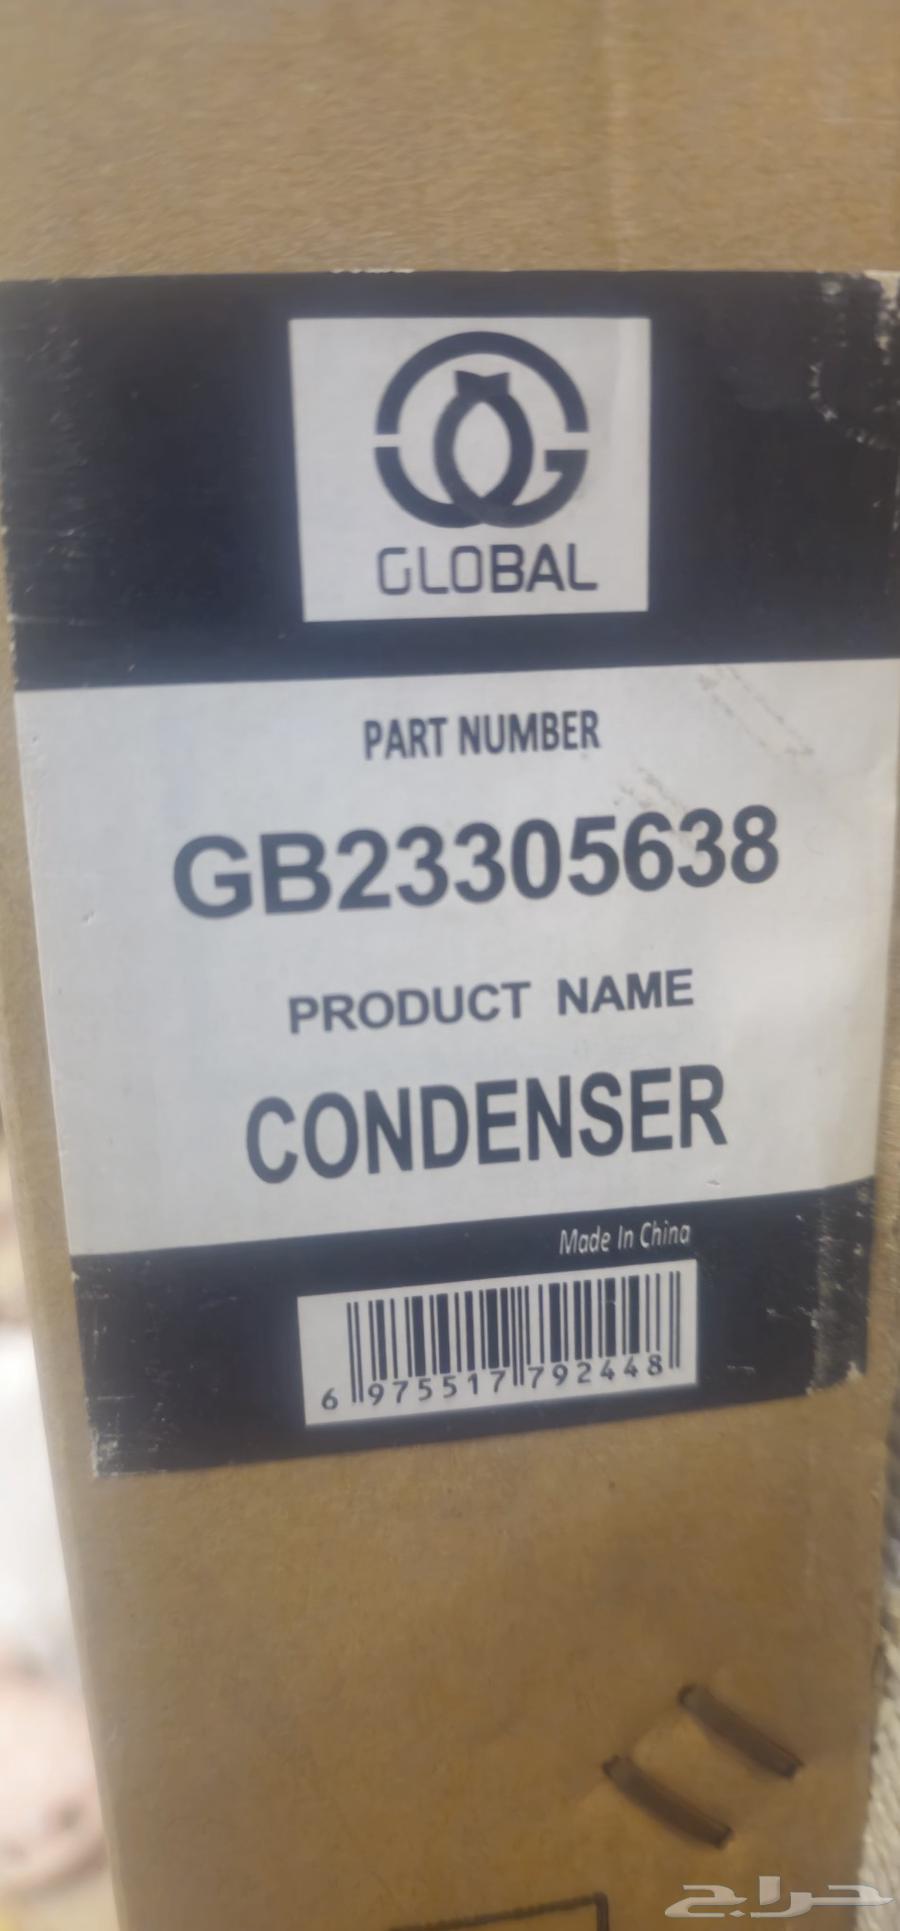 GLOBAL
PART NUMBER
GB23305638
PRODUCT NAME
CONDENSER
Made In China
6 975517 792448
حراج